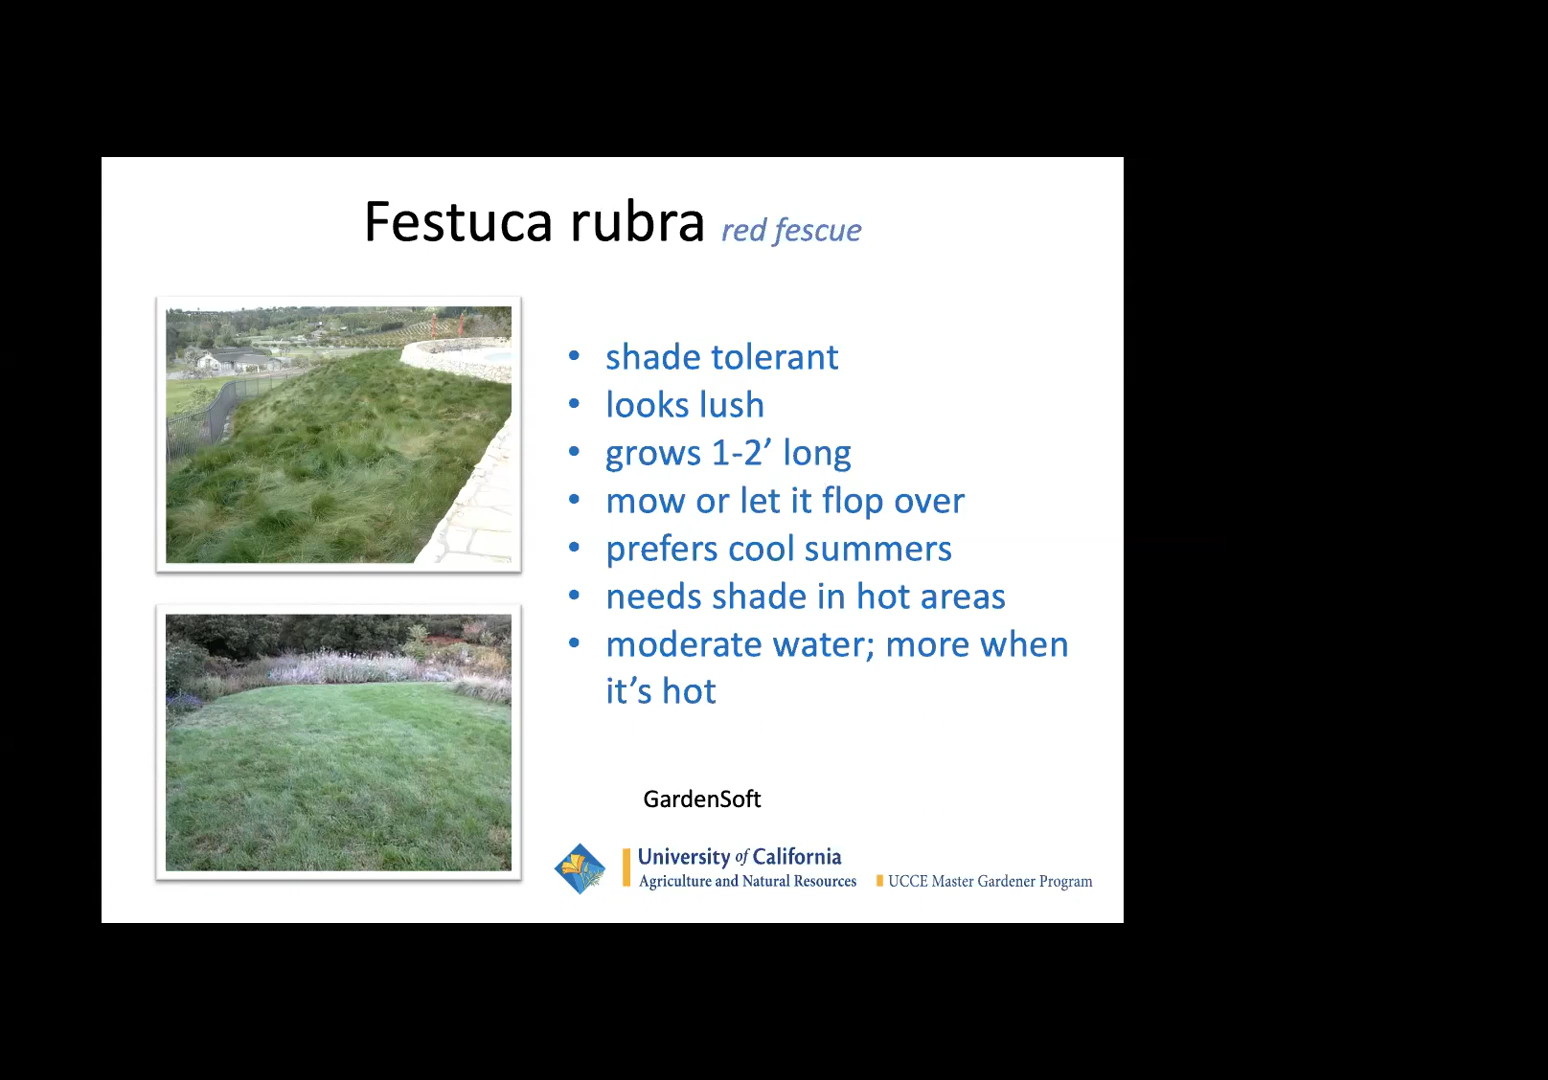 Festuca rubra red fescue
• shade tolerant
• looks lush
• grows 1-2’ long
• mow or let it flop over
• prefers cool summers
• needs shade in hot areas
• moderate water; more when
it’s hot
GardenSoft
University of California
Agriculture and Natural Resources
UCCE Master Gardener Program